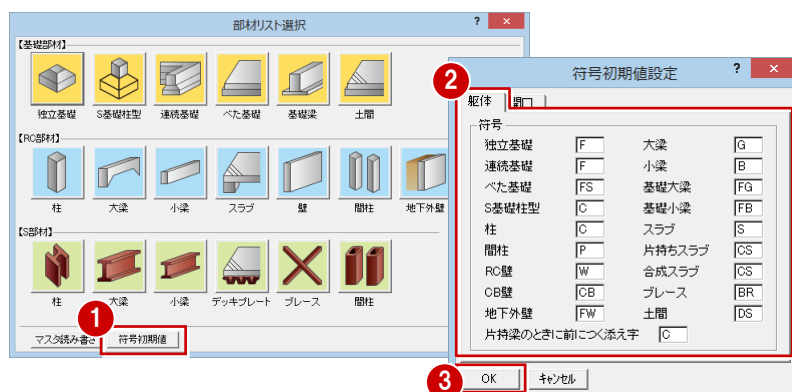 部材リスト選択
?
×
【基礎部材】
独立基礎 S基礎柱型 連続基礎 べた基礎 基礎梁 土間
【RC部材】
柱 大梁 小梁 スラブ 壁 間柱 地下外壁
【S部材】
柱 大梁 小梁 デッキプレート ブレース 間柱
1
マスタ読み書き 符号初期値
2
符号初期値設定
?
×
躯体 開口
符号
独立基礎 F 大梁 G
連続基礎 F 小梁 B
べた基礎 FS 基礎大梁 FG
S基礎柱型 C 基礎小梁 FB
柱 C スラブ S
間柱 P 片持ちスラブ CS
RC壁 W 合成スラブ CS
CB壁 CB ブレース BR
地下外壁 FW 土間 DS
片持梁のときに前につく添え字 C
3
OK キャンセル